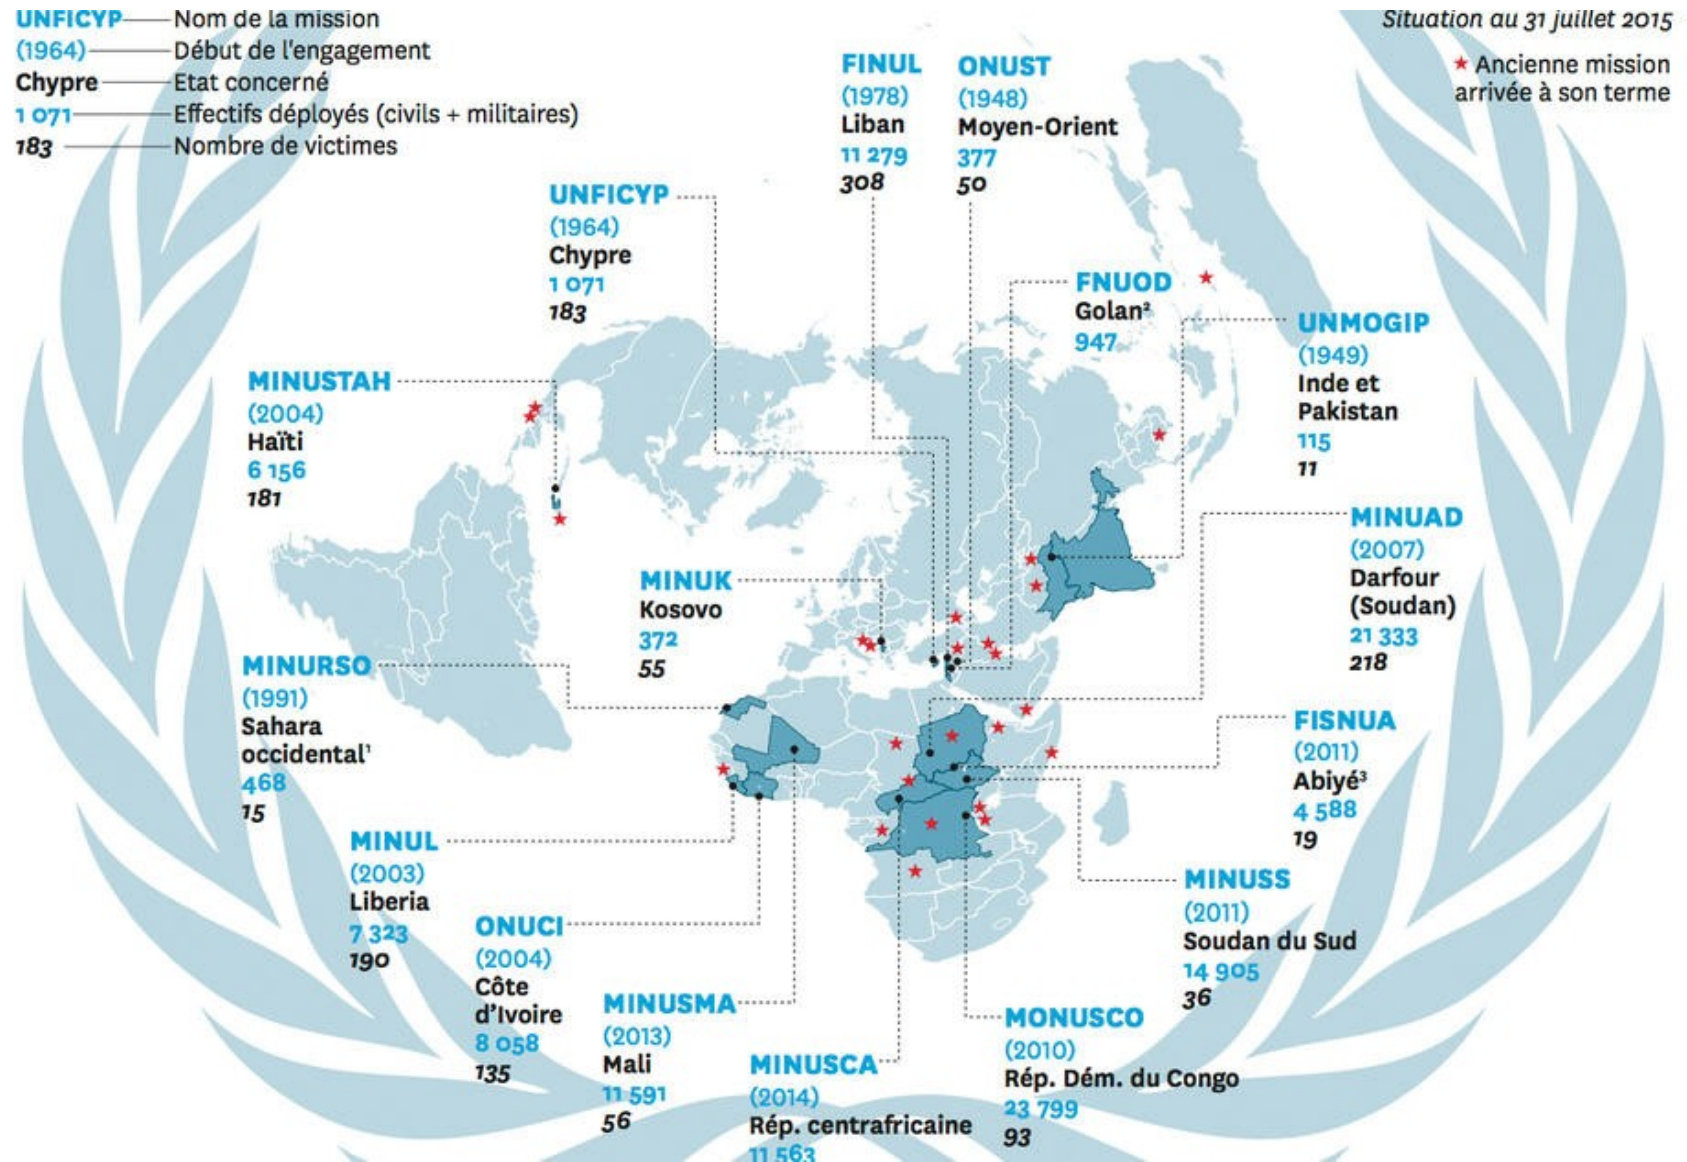 UNFICYP Nom de la mission
(1964) Début de l'engagement
Chypre Etat concerné
1 071 Effectifs déployés (civils + militaires)
183 Nombre de victimes
Situation au 31 juillet 2015
★ Ancienne mission
arrivée à son terme
FINUL
(1978)
Liban
11 279
308
ONUST
(1948)
Moyen-Orient
377
50
UNFICYP
(1964)
Chypre
1 071
183
FNUOD
Golan²
947
UNMOGIP
(1949)
Inde et
Pakistan
115
11
MINUSTAH
(2004)
Haïti
6 156
181
MINUAD
(2007)
Darfour
(Soudan)
21 333
218
MINUK
Kosovo
372
55
MINURSO
(1991)
Sahara
occidental¹
468
15
FISNUA
(2011)
Abiyé³
4 588
19
MINUL
(2003)
Liberia
7 323
190
MINUSS
(2011)
Soudan du Sud
14 905
36
ONUCI
(2004)
Côte
d'Ivoire
8 058
135
MINUSMA
(2013)
Mali
11 591
56
MINUSCA
(2014)
Rép. centrafricaine
11 563
MONUSCO
(2010)
Rép. Dém. du Congo
23 799
93